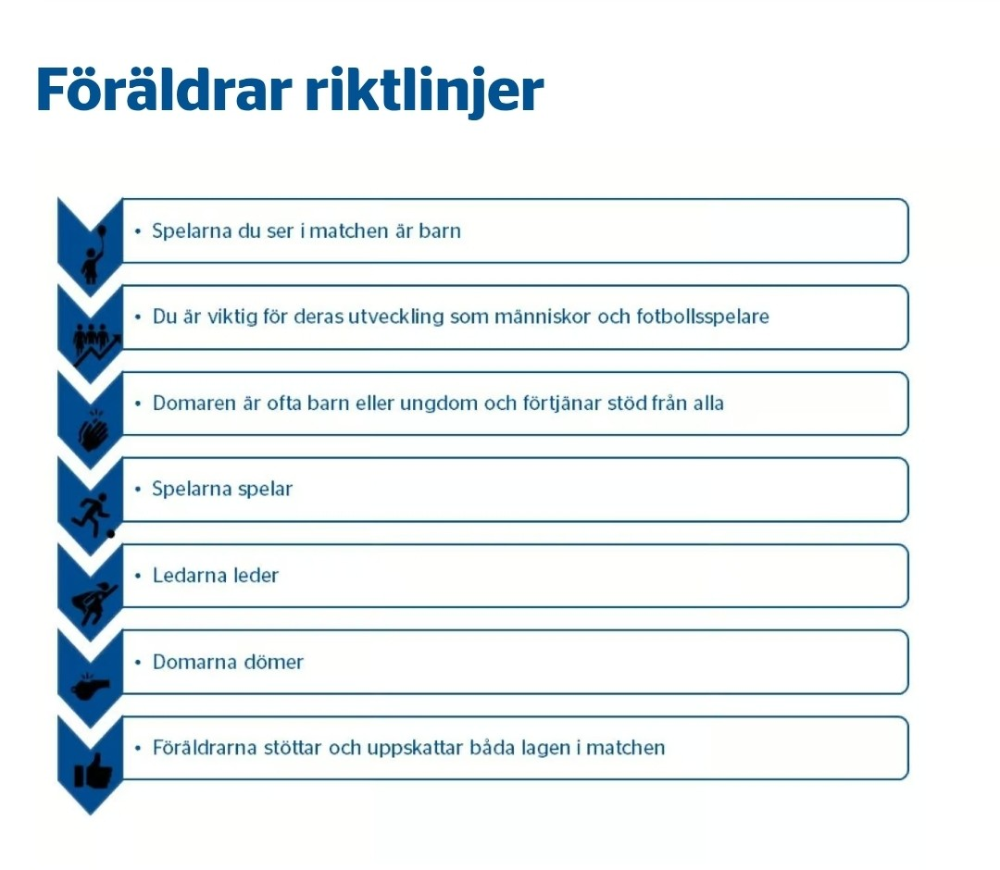 Föräldrar riktlinjer
• Spelarna du ser i matchen är barn
• Du är viktig för deras utveckling som människor och fotbollsspelare
• Domaren är ofta barn eller ungdom och förtjänar stöd från alla
• Spelarna spelar
• Ledarna leder
• Domarna dömer
• Föräldrarna stöttar och uppskattar båda lagen i matchen